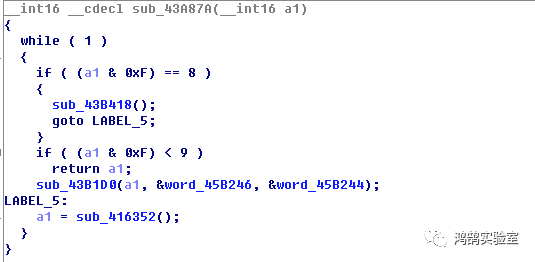 __int16 __cdecl sub_43A87A(__int16 a1)
{
  while ( 1 )
  {
    if ( (a1 & 0xF) == 8 )
    {
      sub_43B418();
      goto LABEL_5;
    }
    if ( (a1 & 0xF) < 9 )
      return a1;
    sub_43B1D0(a1, &word_45B246, &word_45B244);
LABEL_5:
    a1 = sub_416352();
  }
}
鸿鹄实验室